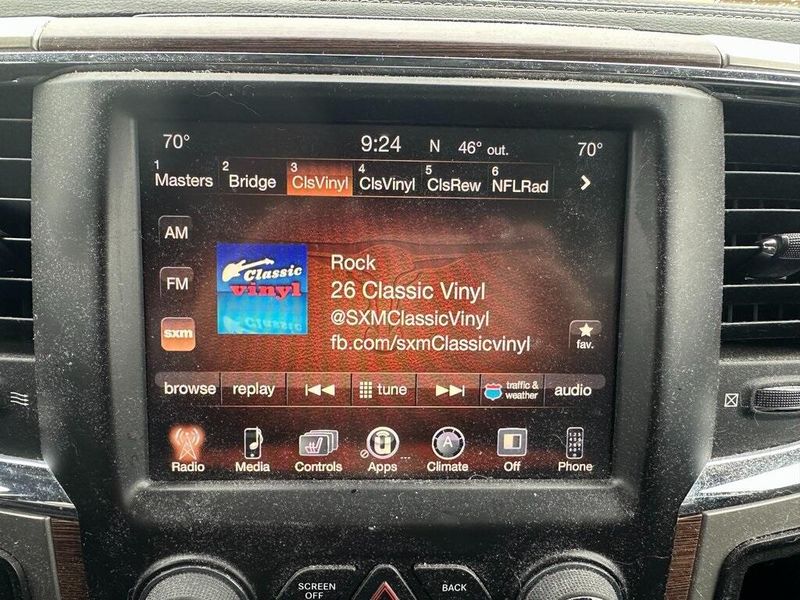 70° 9:24 N 46° out. 70°
1 Masters 2 Bridge 3 ClsVinyl 4 ClsVinyl 5 ClsRew 6 NFLRad
AM
FM
sxm
Classic
vinyl
Rock
26 Classic Vinyl
@SXMClassicVinyl
fb.com/sxmClassicvinyl
fav.
browse replay tune traffic & weather audio
Radio Media Controls Apps ... Climate Off Phone
SCREEN OFF BACK